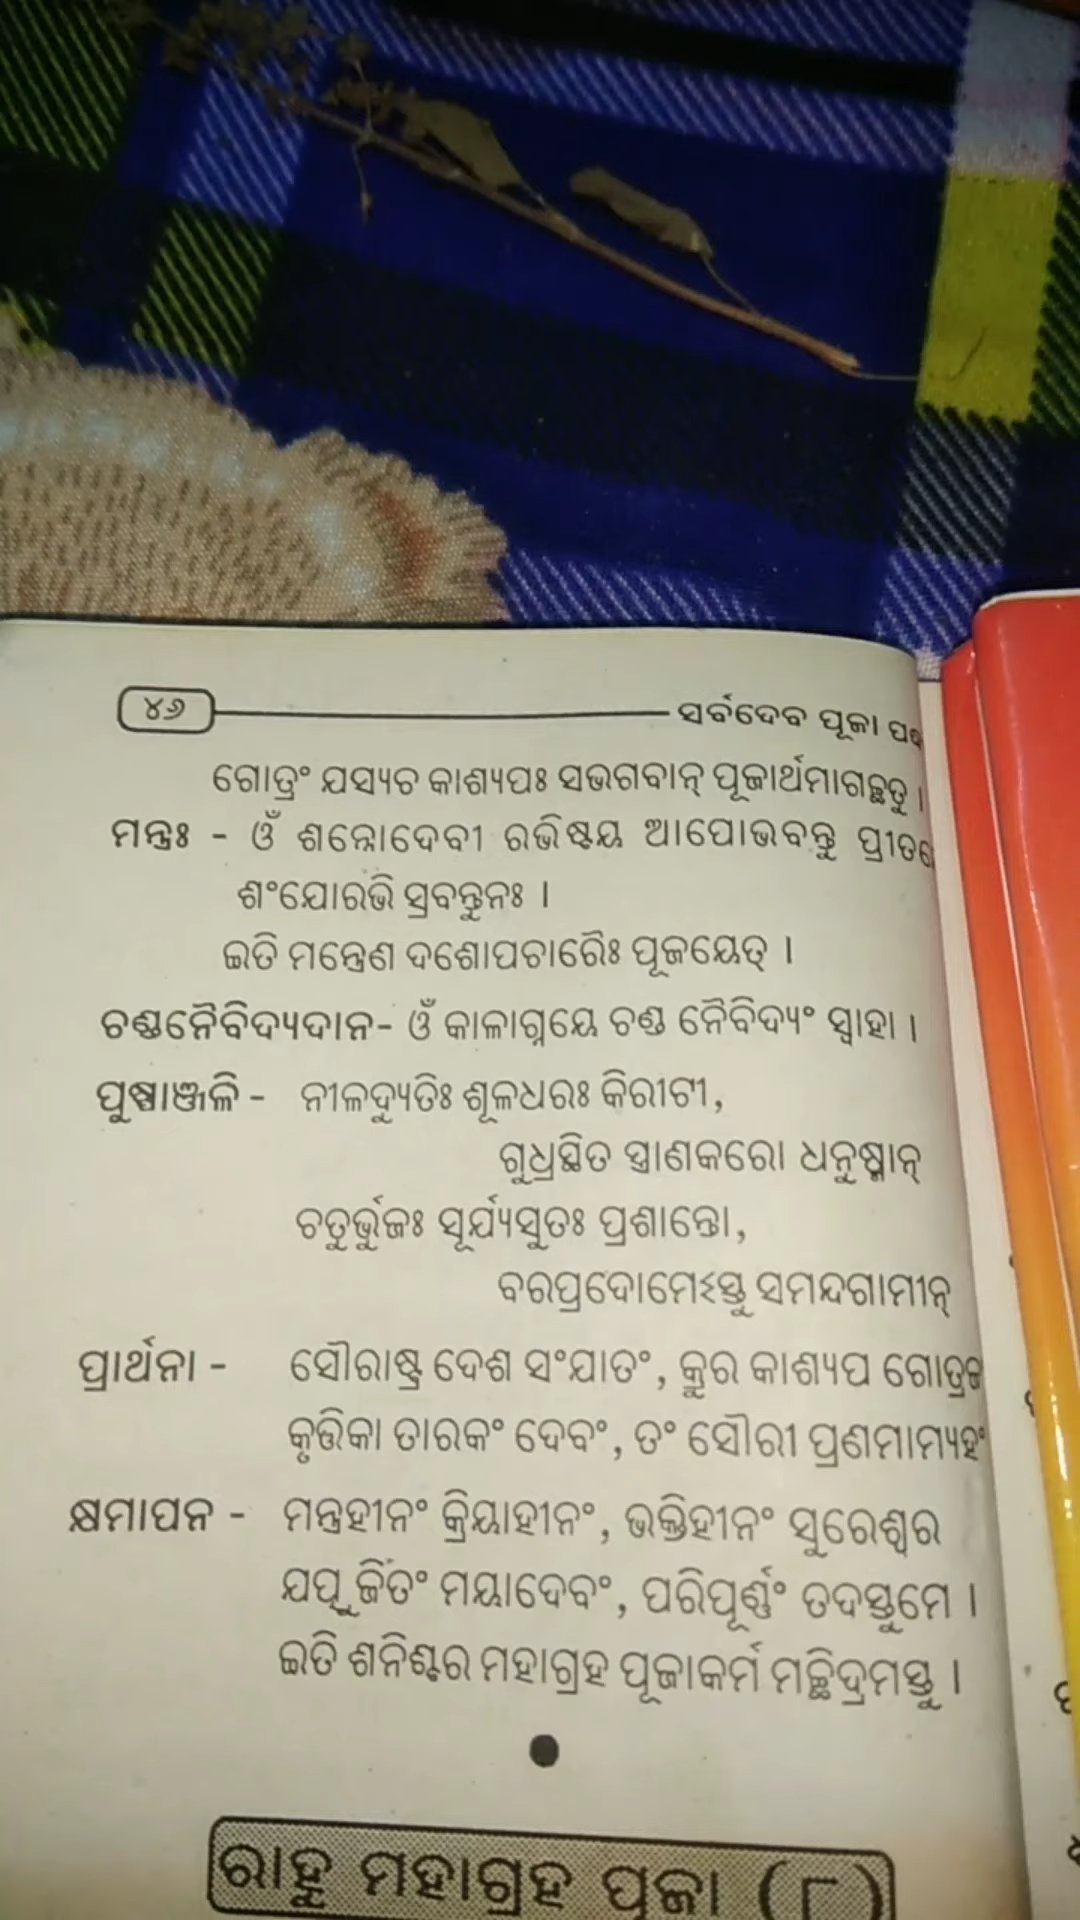 ୪୬
ସର୍ବଦେବ ପୂଜା
ଗୋତ୍ରଂ ଯସ୍ୟଚ କାଶ୍ୟପଃ ସଭଗବାନ୍ ପୂଜାର୍ଥମାଗଚ୍ଛତୁ ।
ମନ୍ତ୍ରଃ - ଓଁ ଶନ୍ନୋଦେବୀ ରଭିଷ୍ଟୟ ଆପୋଭବନ୍ତୁ
ଶଂଯୋରଭି ସ୍ରବନ୍ତୁନଃ ।
ଇତି ମନ୍ତ୍ରେଣ ଦଶୋପଚାରୈଃ ପୂଜୟେତ୍ ।
ଚଣ୍ଡନୈବିଦ୍ୟଦାନ- ଓଁ କାଳାଗ୍ନୟେ ଚଣ୍ଡ ନୈବିଦ୍ୟଂ ସ୍ୱାହା ।
ପୁଷ୍ପାଞ୍ଜଳି - ନୀଳଦ୍ୟୁତିଃ ଶୂଳଧରଃ କିରୀଟୀ,
ଗୁଧ୍ରସ୍ଥିତ ସ୍ତ୍ରାଣକରୋ ଧନୁଷ୍ମାନ୍
ଚତୁର୍ଭୁଜଃ ସୂର୍ଯ୍ୟସୁତଃ ପ୍ରଶାନ୍ତୋ,
ବରପ୍ରଦୋମେଽସ୍ତୁ ସମନ୍ଦଗାମୀନ୍
ପ୍ରାର୍ଥନା - ସୌରାଷ୍ଟ୍ର ଦେଶ ସଂଯାତଂ, କ୍ରୁର କାଶ୍ୟପ
କୃତ୍ତିକା ତାରକଂ ଦେବଂ, ତଂ ସୌରୀ ପ୍ରଣମାମ୍ୟହଂ
କ୍ଷମାପନ - ମନ୍ତ୍ରହୀନଂ କ୍ରିୟାହୀନଂ, ଭକ୍ତିହୀନଂ ସୁରେଶ୍ୱର
ଯତ୍ପୁଜିତଂ ମୟାଦେବଂ, ପରିପୂର୍ଣ୍ଣଂ ତଦସ୍ତୁମେ ।
ଇତି ଶନିଶ୍ଚର ମହାଗ୍ରହ ପୂଜାକର୍ମ ମଚ୍ଛିଦ୍ରମସ୍ତୁ ।
ରାହୁ ମହାଗ୍ରହ ପୂଜା (୮)